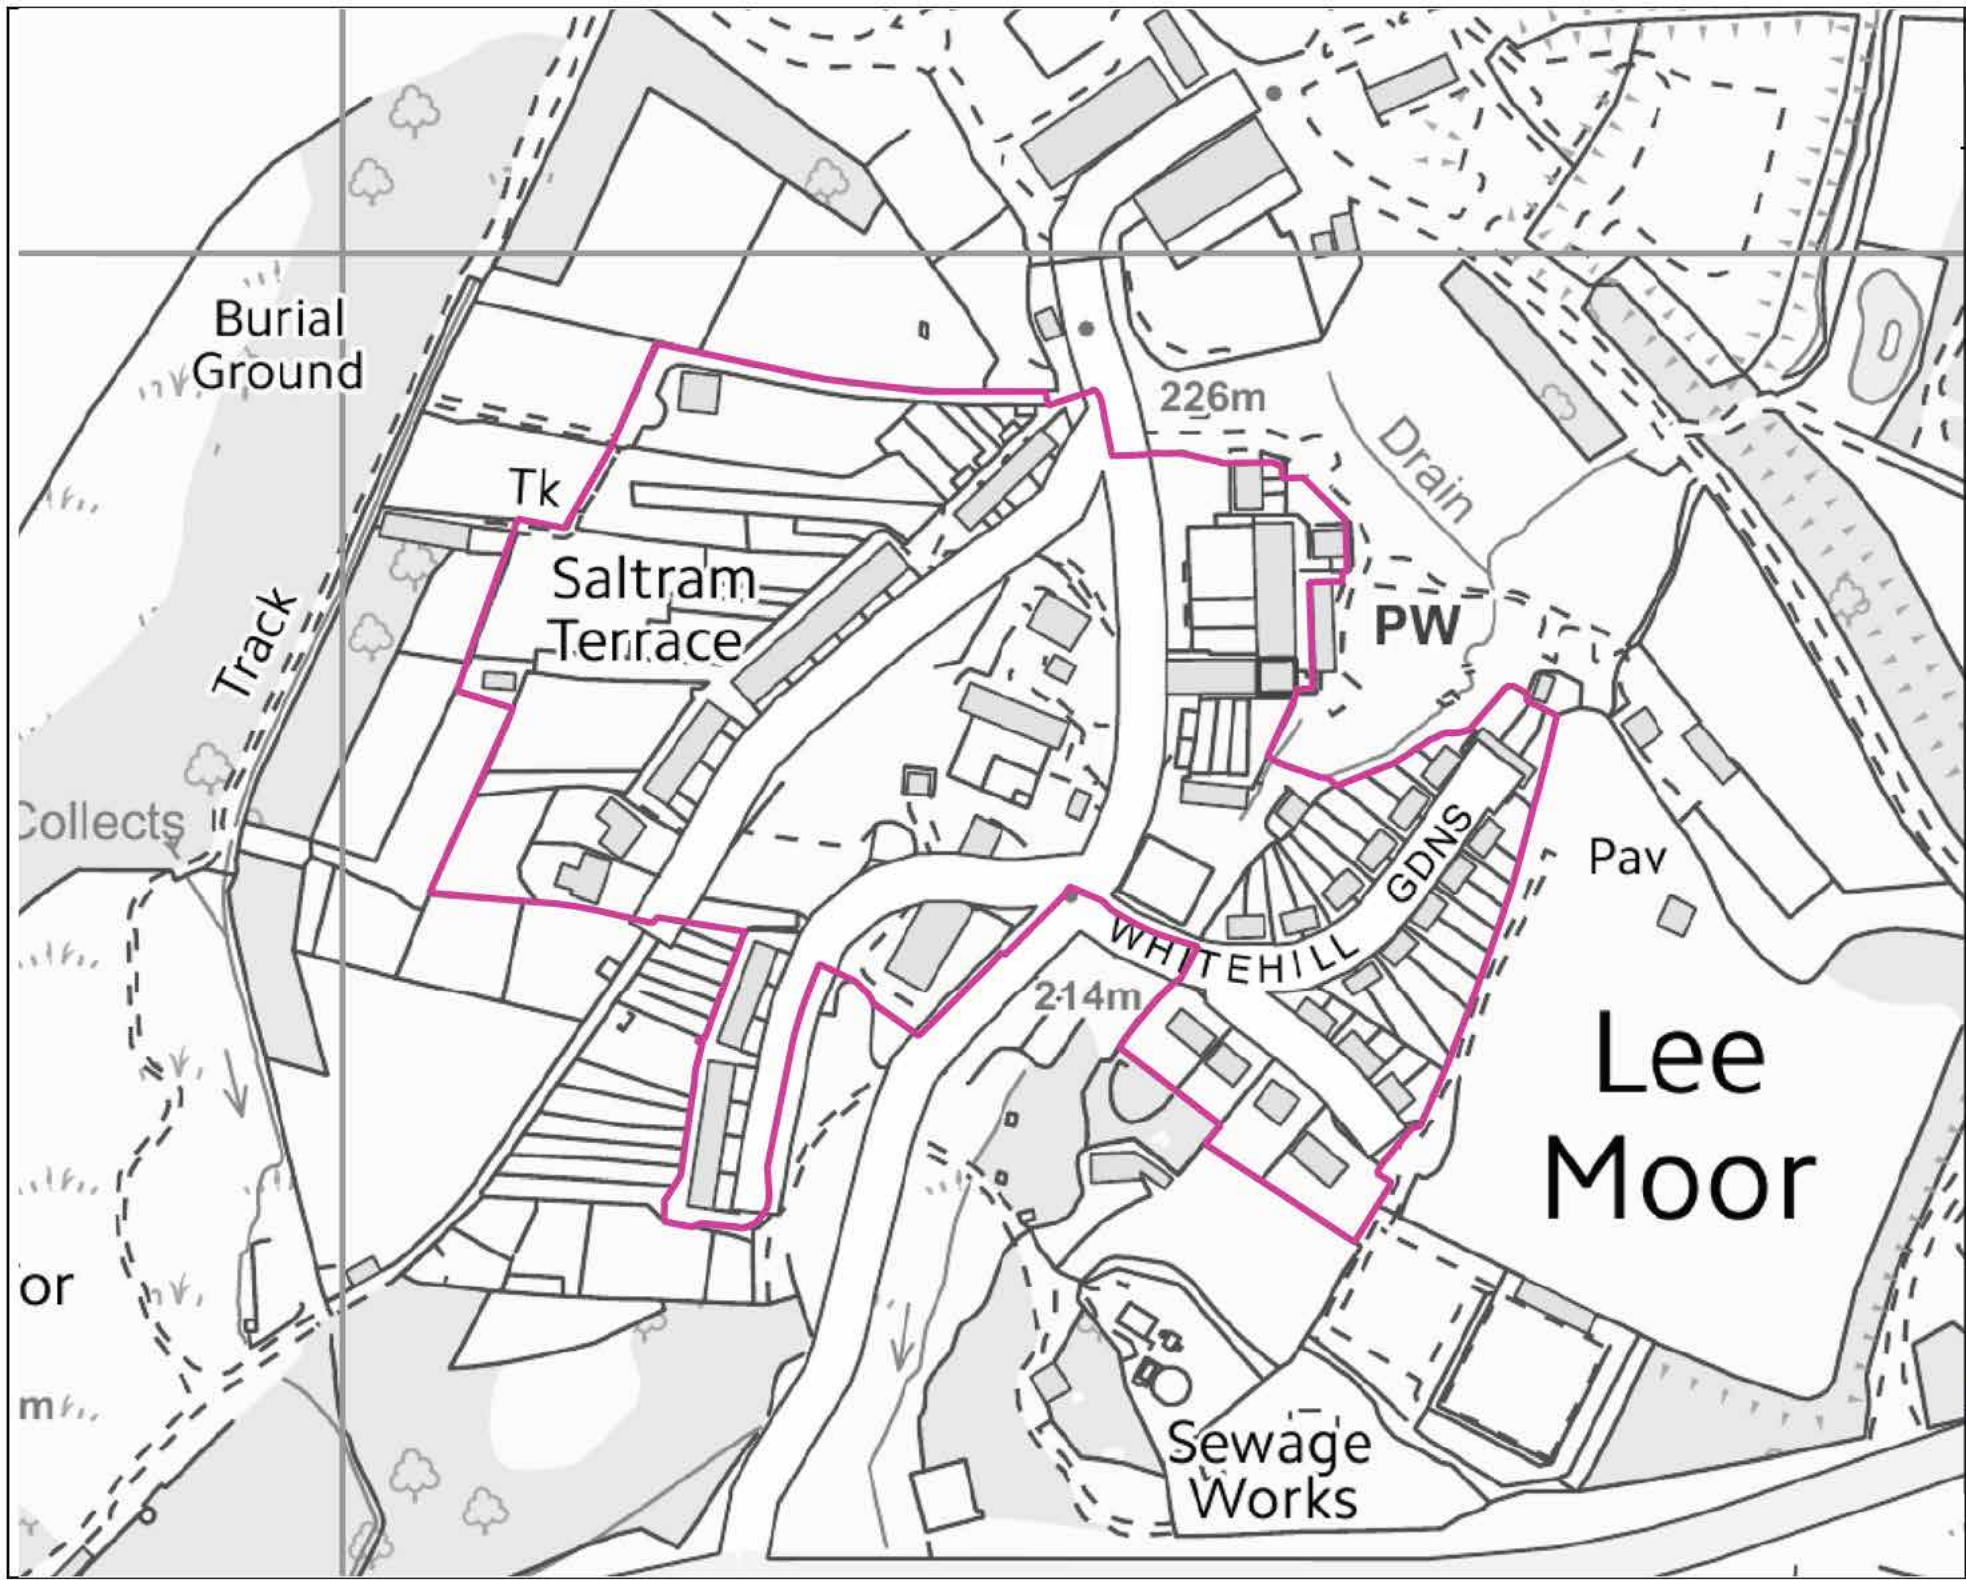 Burial
Ground
226m
Drain
Tk
Saltram
Terrace
Track
PW
Collects
GDNS
Pav
WHITEHILL
214m
Lee
Moor
or
m
Sewage
Works